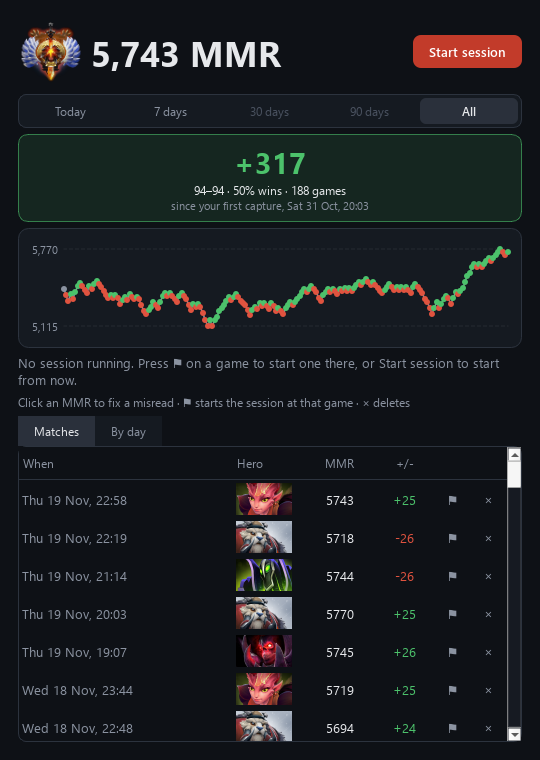 5,743 MMR
Start session
Today
7 days
30 days
90 days
All
+317
94–94 · 50% wins · 188 games
since your first capture, Sat 31 Oct, 20:03
5,770
5,115
No session running. Press ⚑ on a game to start one there, or Start session to start
from now.
Click an MMR to fix a misread · ⚑ starts the session at that game · × deletes
Matches
By day
When Hero MMR +/-
Thu 19 Nov, 22:58 5743 +25 ⚑ ×
Thu 19 Nov, 22:19 5718 -26 ⚑ ×
Thu 19 Nov, 21:14 5744 -26 ⚑ ×
Thu 19 Nov, 20:03 5770 +25 ⚑ ×
Thu 19 Nov, 19:07 5745 +26 ⚑ ×
Wed 18 Nov, 23:44 5719 +25 ⚑ ×
Wed 18 Nov, 22:48 5694 +24 ⚑ ×